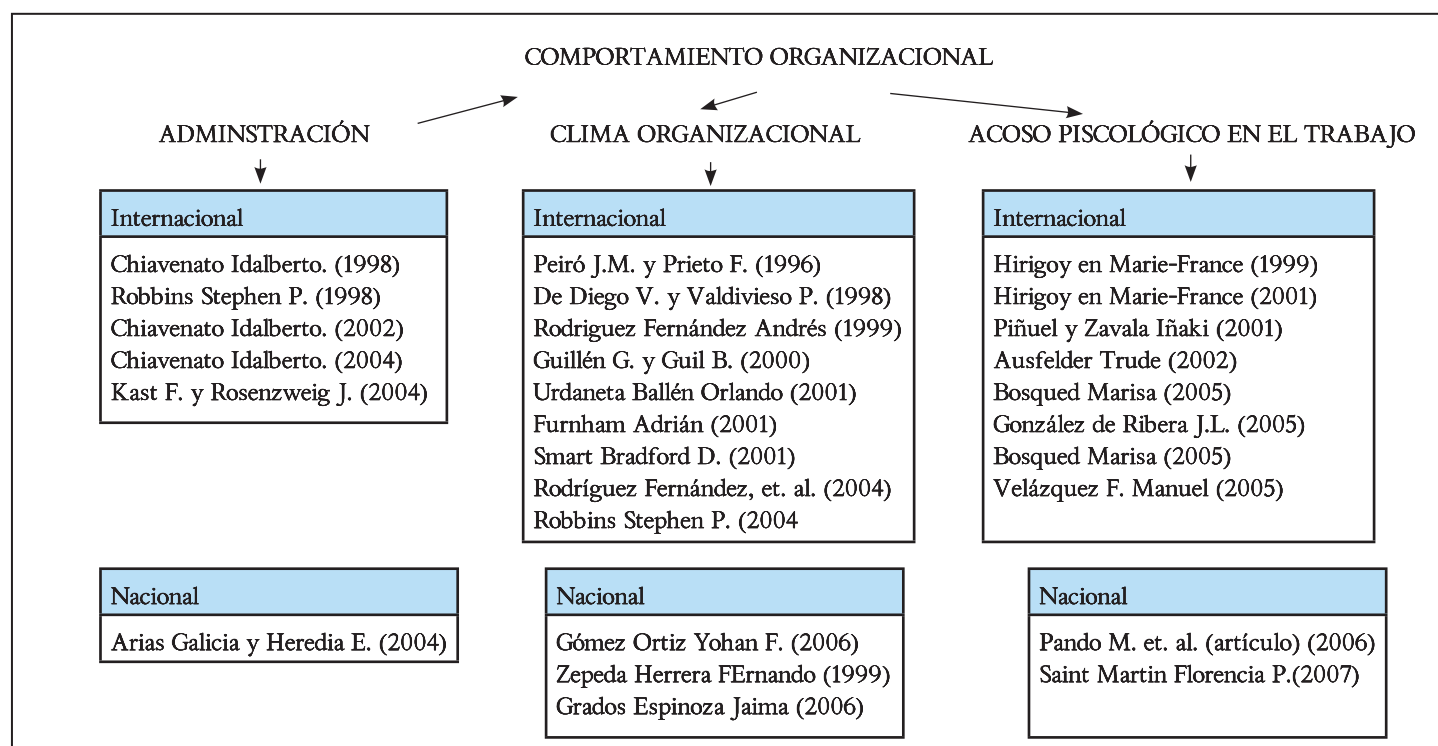 COMPORTAMIENTO ORGANIZACIONAL
ADMINSTRACIÓN
Internacional
Chiavenato Idalberto. (1998)
Robbins Stephen P. (1998)
Chiavenato Idalberto. (2002)
Chiavenato Idalberto. (2004)
Kast F. y Rosenzweig J. (2004)
Nacional
Arias Galicia y Heredia E. (2004)
CLIMA ORGANIZACIONAL
Internacional
Peiró J.M. y Prieto F. (1996)
De Diego V. y Valdivieso P. (1998)
Rodriguez Fernández Andrés (1999)
Guillén G. y Guil B. (2000)
Urdaneta Ballén Orlando (2001)
Furnham Adrián (2001)
Smart Bradford D. (2001)
Rodríguez Fernández, et. al. (2004)
Robbins Stephen P. (2004
Nacional
Gómez Ortiz Yohan F. (2006)
Zepeda Herrera FErnando (1999)
Grados Espinoza Jaima (2006)
ACOSO PISCOLÓGICO EN EL TRABAJO
Internacional
Hirigoy en Marie-France (1999)
Hirigoy en Marie-France (2001)
Piñuel y Zavala Iñaki (2001)
Ausfelder Trude (2002)
Bosqued Marisa (2005)
González de Ribera J.L. (2005)
Bosqued Marisa (2005)
Velázquez F. Manuel (2005)
Nacional
Pando M. et. al. (artículo) (2006)
Saint Martin Florencia P.(2007)